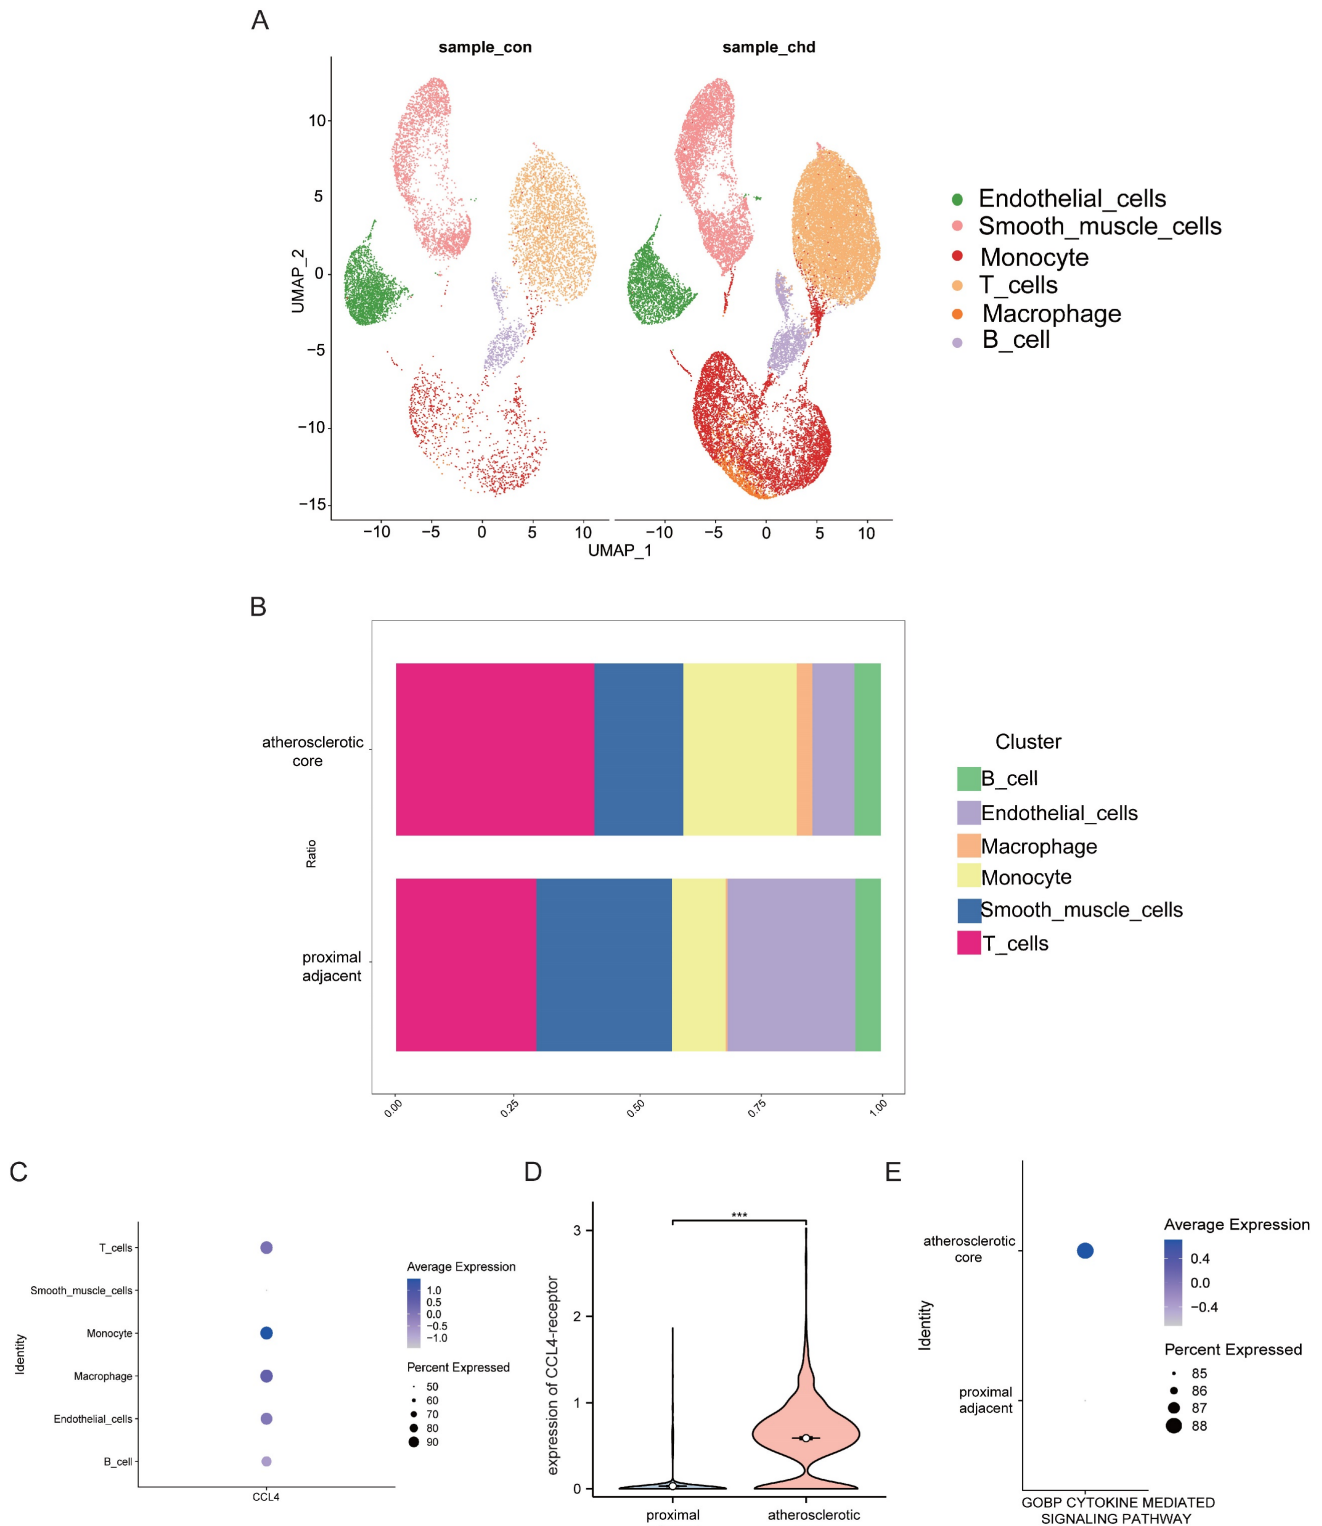 A
sample_con
sample_chd
UMAP_2
10
5
0
−5
−10
−15
−10 −5 0 5 10
−10 −5 0 5 10
UMAP_1
Endothelial_cells
Smooth_muscle_cells
Monocyte
T_cells
Macrophage
B_cell
B
atherosclerotic
core
Ratio
proximal
adjacent
0.00 0.25 0.50 0.75 1.00
Cluster
B_cell
Endothelial_cells
Macrophage
Monocyte
Smooth_muscle_cells
T_cells
C
Identity
T_cells
Smooth_muscle_cells
Monocyte
Macrophage
Endothelial_cells
B_cell
CCL4
Average Expression
1.0
0.5
0.0
−0.5
−1.0
Percent Expressed
50
60
70
80
90
D
expression of CCL4-receptor
3
2
1
0
***
proximal
atherosclerotic
E
Identity
atherosclerotic
core
proximal
adjacent
GOBP CYTOKINE MEDIATED
SIGNALING PATHWAY
Average Expression
0.4
0.0
−0.4
Percent Expressed
85
86
87
88